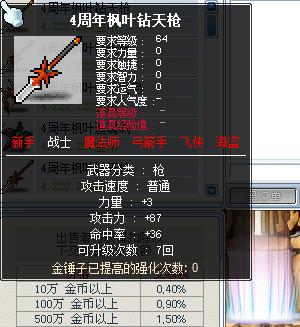 4周年枫叶钻天枪
要求等级: 64
要求力量: 0
要求敏捷: -
要求智力: 0
要求运气: 0
要求人气度: -
道具等级
道具经验值 -
新手 战士 魔法师 弓箭手 飞侠 海盗
武器分类: 枪
攻击速度: 普通
力量: +3
攻击力: +87
命中率: +36
可升级次数: 7回
金锤子已提高的强化次数: 0
10万 金币以上 0,40%
100万 金币以上 0,90%
500万 金币以上 1,50%